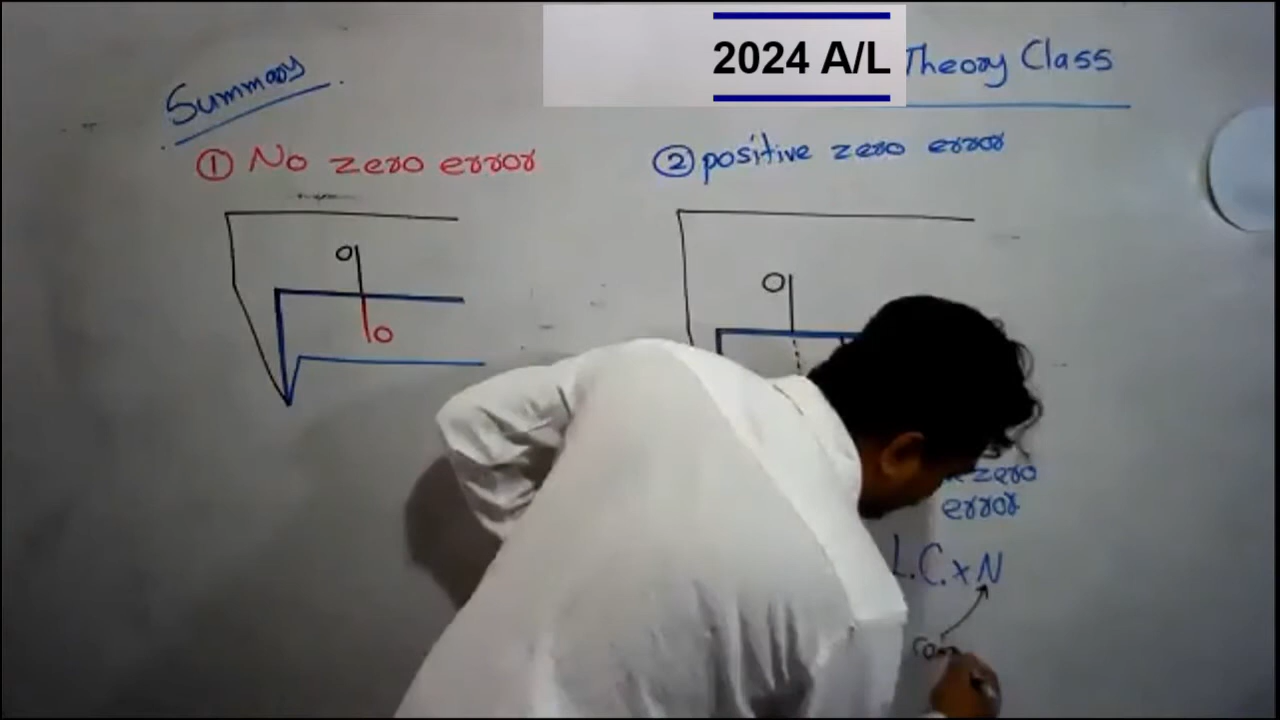 2024 A/L Theory Class
Summary
① No zero error
② positive zero error
0
0
0
zero
error
L.C. x N